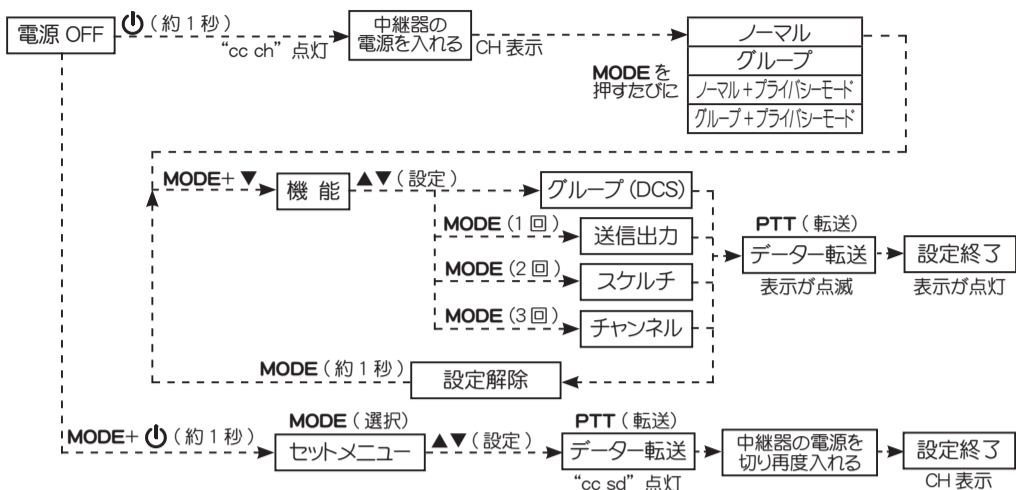 電源 OFF
(約1秒)
“cc ch” 点灯
中継器の
電源を入れる
CH 表示
MODE を
押すたびに
ノーマル
グループ
ノーマル+プライバシーモード
グループ+プライバシーモード
MODE+ ▼
機 能
▲▼(設定)
グループ (DCS)
MODE (1回)
送信出力
MODE (2回)
スケルチ
MODE (3回)
チャンネル
PTT (転送)
データー転送
表示が点滅
設定終了
表示が点灯
MODE (約1秒)
設定解除
MODE+ (約1秒)
MODE (選択)
セットメニュー
▲▼(設定)
PTT (転送)
データー転送
“cc sd” 点灯
中継器の電源を
切り再度入れる
設定終了
CH 表示